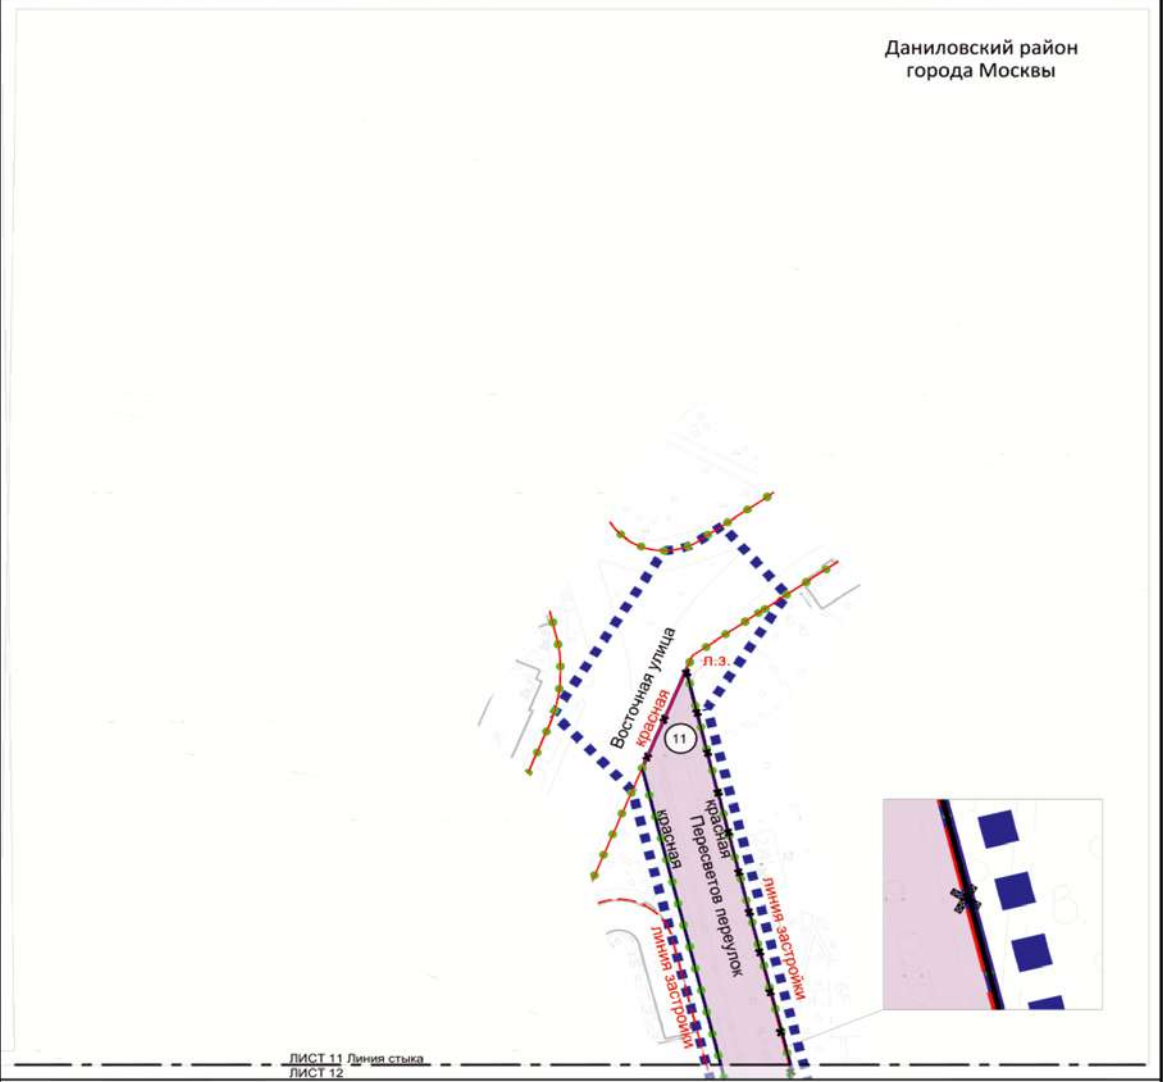 Даниловский район
города Москвы
Восточная улица
красная
Л.З.
11
красная
красная
Пересветов переулок
линия застройки
линия застройки
ЛИСТ 11 Линия стыка
ЛИСТ 12